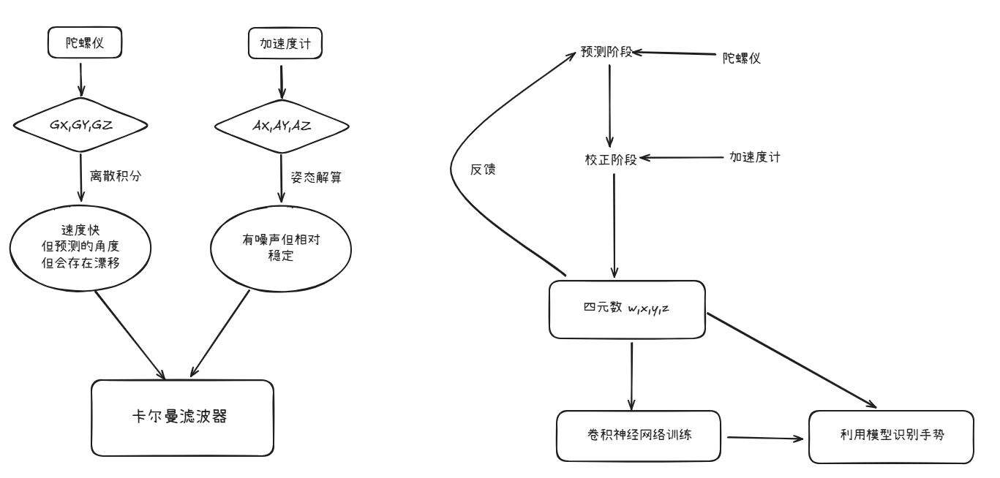 陀螺仪
加速度计
GX,GY,GZ
AX,AY,AZ
离散积分
姿态解算
速度快
但预测的角度
但会存在漂移
有噪声但相对
稳定
卡尔曼滤波器
预测阶段
陀螺仪
校正阶段
加速度计
反馈
四元数 w,x,y,z
卷积神经网络训练
利用模型识别手势